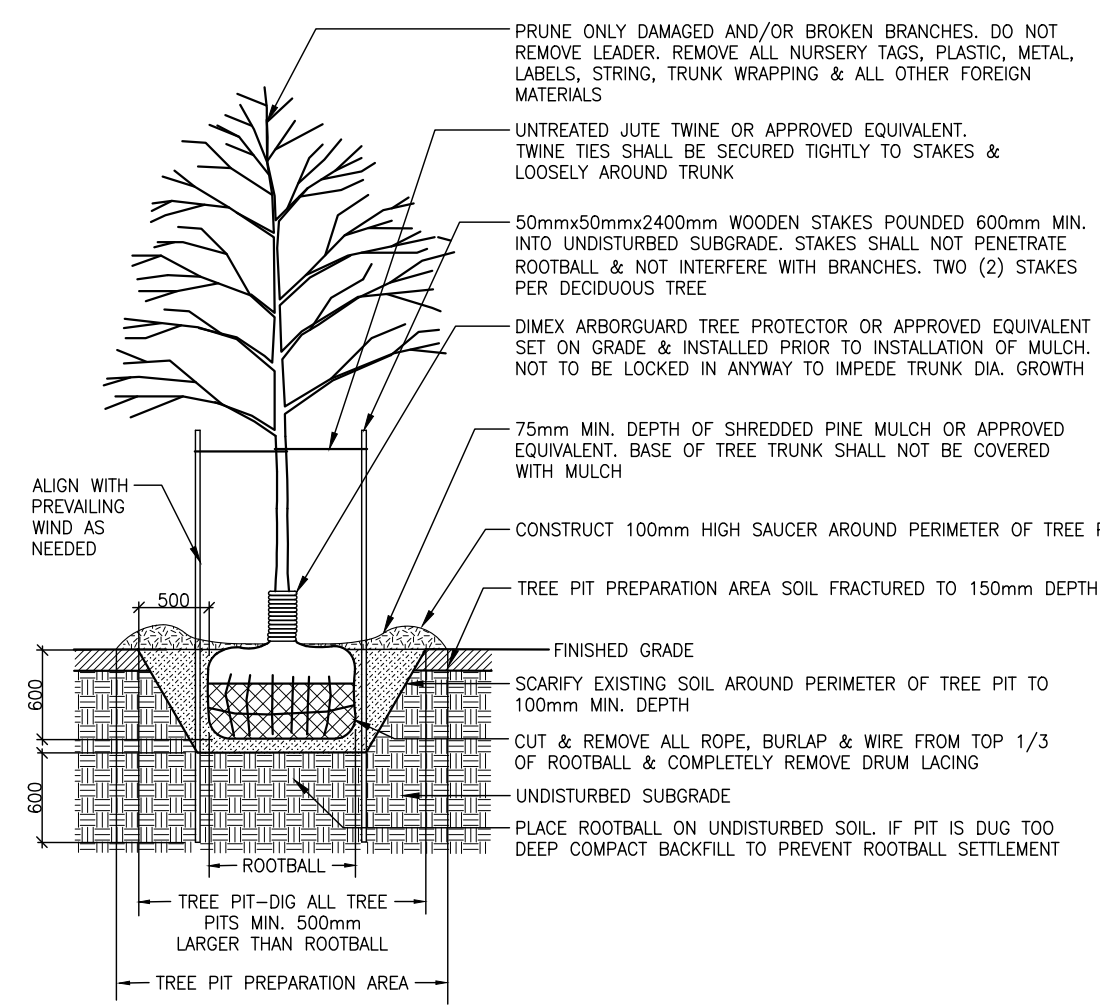 PRUNE ONLY DAMAGED AND/OR BROKEN BRANCHES. DO NOT
REMOVE LEADER. REMOVE ALL NURSERY TAGS, PLASTIC, METAL,
LABELS, STRING, TRUNK WRAPPING & ALL OTHER FOREIGN
MATERIALS
UNTREATED JUTE TWINE OR APPROVED EQUIVALENT.
TWINE TIES SHALL BE SECURED TIGHTLY TO STAKES &
LOOSELY AROUND TRUNK
50mmx50mmx2400mm WOODEN STAKES POUNDED 600mm MIN.
INTO UNDISTURBED SUBGRADE. STAKES SHALL NOT PENETRATE
ROOTBALL & NOT INTERFERE WITH BRANCHES. TWO (2) STAKES
PER DECIDUOUS TREE
DIMEX ARBORGUARD TREE PROTECTOR OR APPROVED EQUIVALENT
SET ON GRADE & INSTALLED PRIOR TO INSTALLATION OF MULCH.
NOT TO BE LOCKED IN ANYWAY TO IMPEDE TRUNK DIA. GROWTH
75mm MIN. DEPTH OF SHREDDED PINE MULCH OR APPROVED
EQUIVALENT. BASE OF TREE TRUNK SHALL NOT BE COVERED
WITH MULCH
ALIGN WITH
PREVAILING
WIND AS
NEEDED
CONSTRUCT 100mm HIGH SAUCER AROUND PERIMETER OF TREE
TREE PIT PREPARATION AREA SOIL FRACTURED TO 150mm DEPTH
500
FINISHED GRADE
600
SCARIFY EXISTING SOIL AROUND PERIMETER OF TREE PIT TO
100mm MIN. DEPTH
CUT & REMOVE ALL ROPE, BURLAP & WIRE FROM TOP 1/3
OF ROOTBALL & COMPLETELY REMOVE DRUM LACING
600
UNDISTURBED SUBGRADE
PLACE ROOTBALL ON UNDISTURBED SOIL. IF PIT IS DUG TOO
DEEP COMPACT BACKFILL TO PREVENT ROOTBALL SETTLEMENT
ROOTBALL
TREE PIT-DIG ALL TREE
PITS MIN. 500mm
LARGER THAN ROOTBALL
TREE PIT PREPARATION AREA